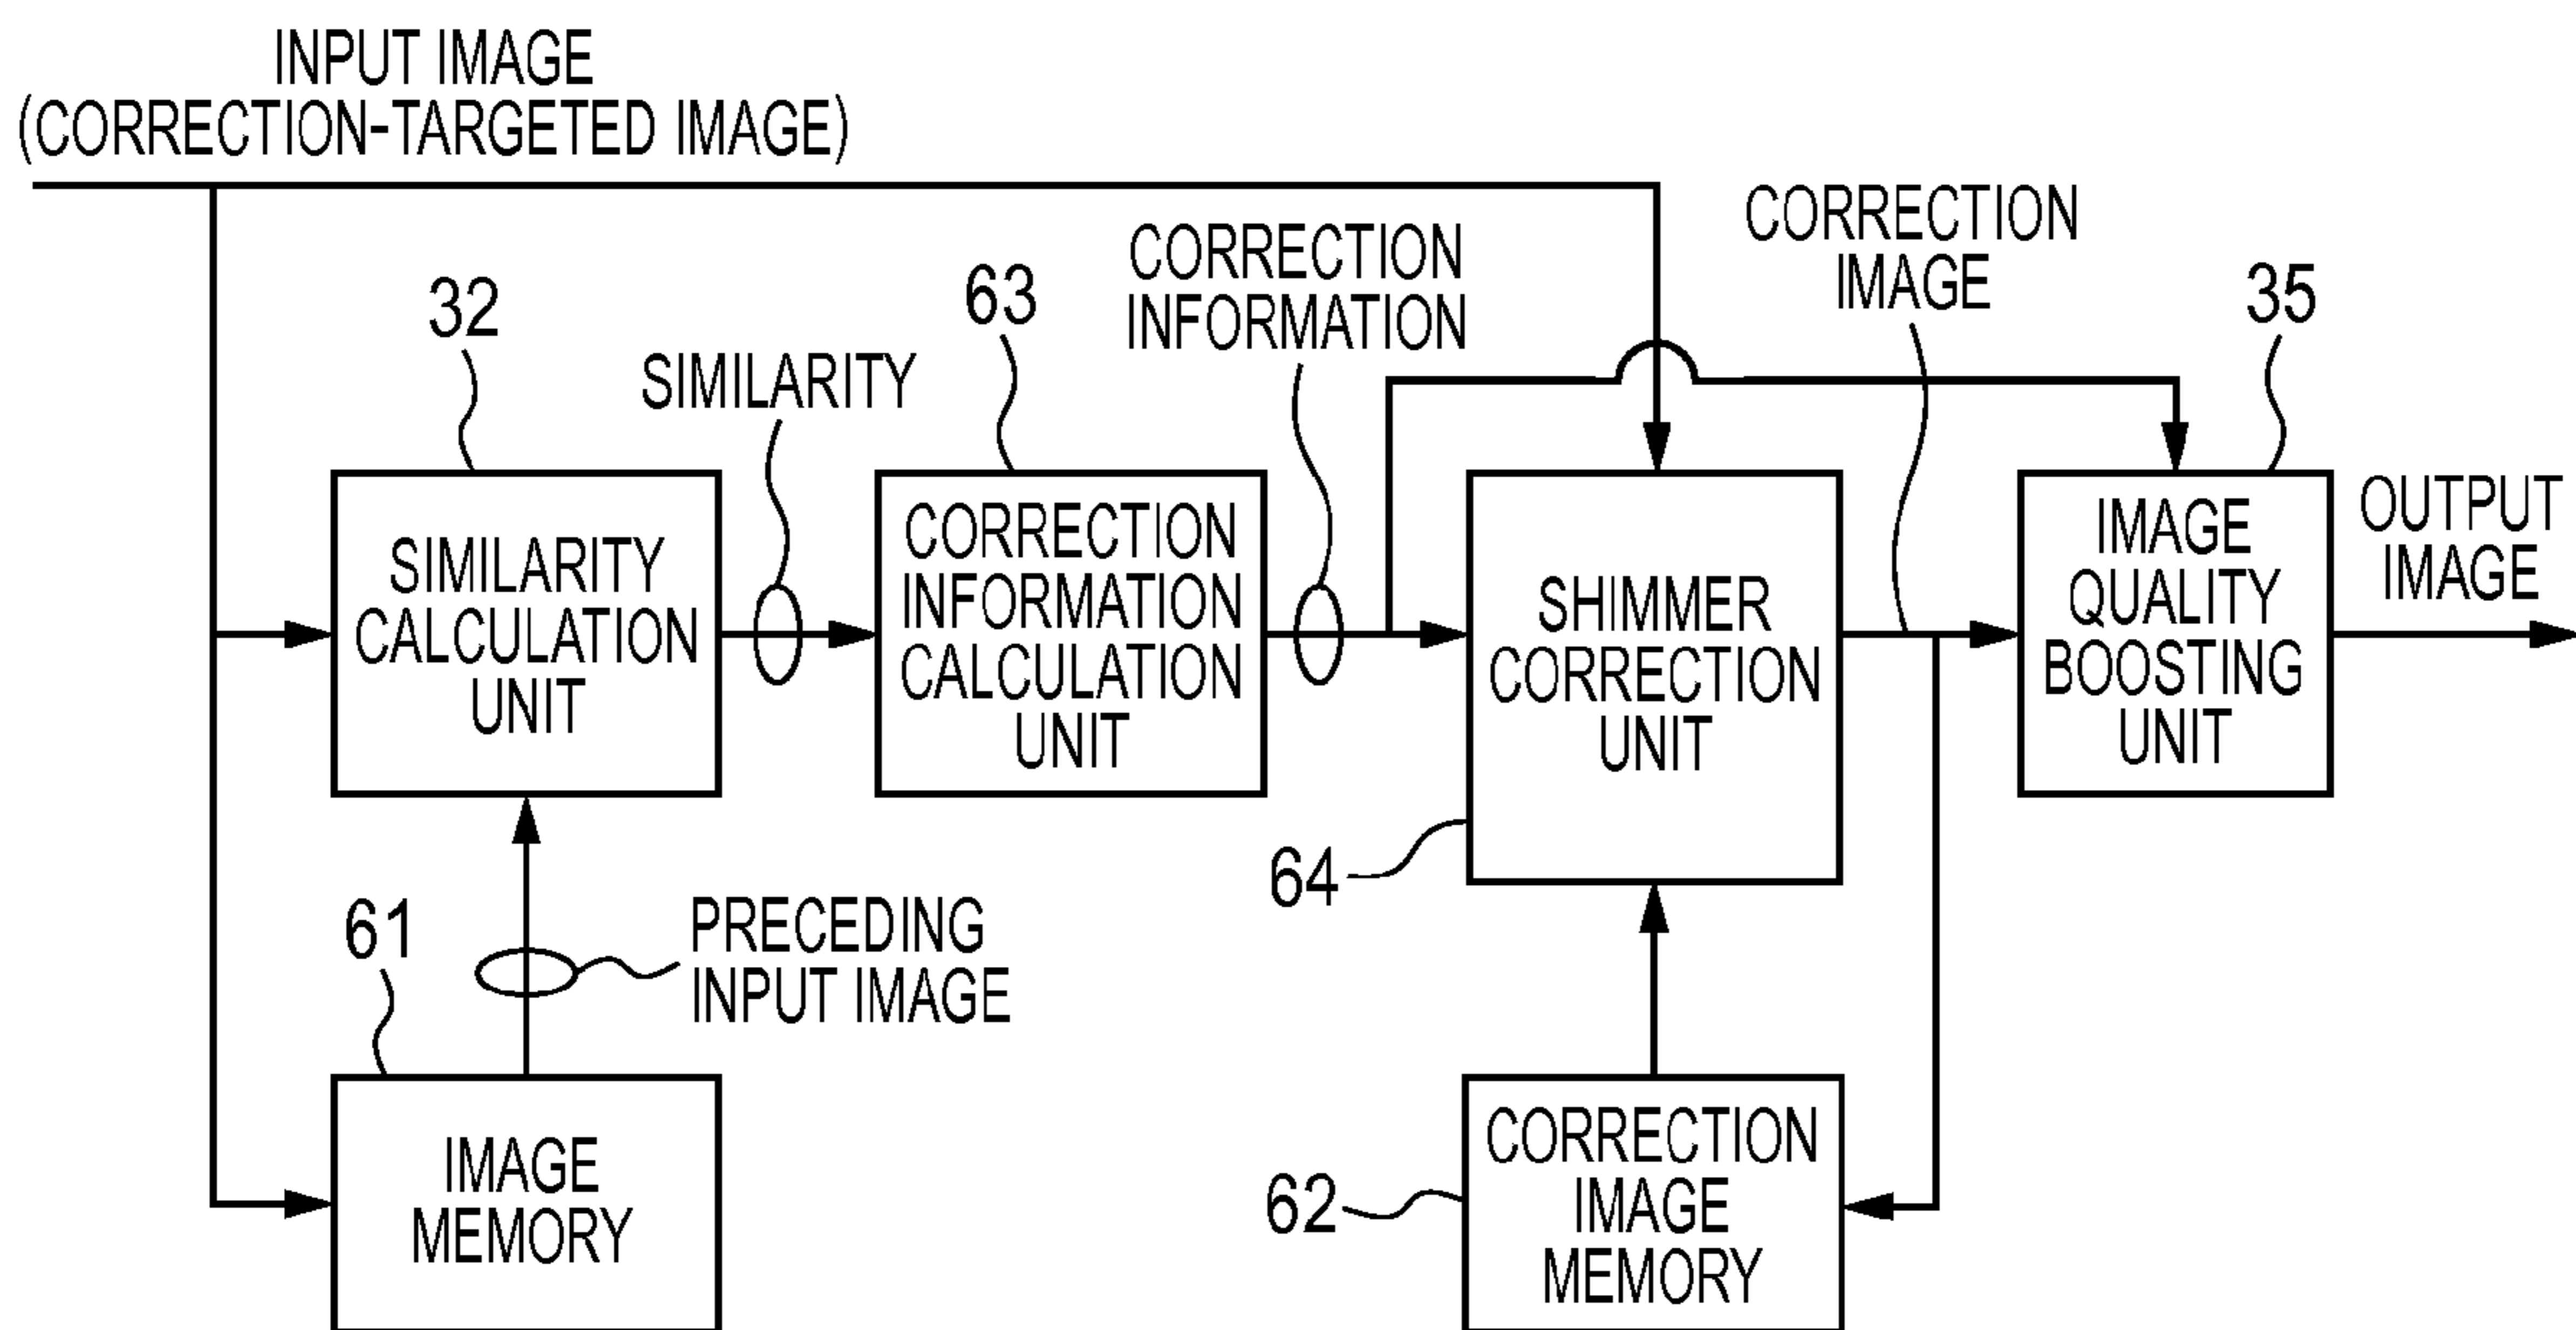 INPUT IMAGE
(CORRECTION-TARGETED IMAGE)
32
SIMILARITY
63
CORRECTION
INFORMATION
CORRECTION
IMAGE
35
SIMILARITY
CALCULATION
UNIT
CORRECTION
INFORMATION
CALCULATION
UNIT
SHIMMER
CORRECTION
UNIT
IMAGE
QUALITY
BOOSTING
UNIT
OUTPUT
IMAGE
64
61
PRECEDING
INPUT IMAGE
IMAGE
MEMORY
62
CORRECTION
IMAGE
MEMORY